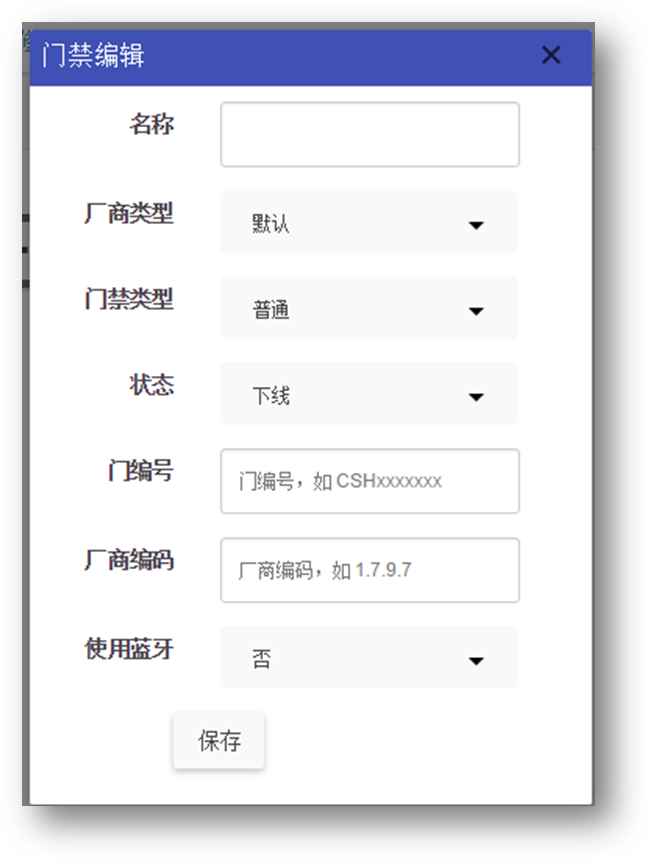 门禁编辑
名称
厂商类型 默认
门禁类型 普通
状态 下线
门编号 门编号，如 CSHxxxxxxx
厂商编码 厂商编码，如 1.7.9.7
使用蓝牙 否
保存